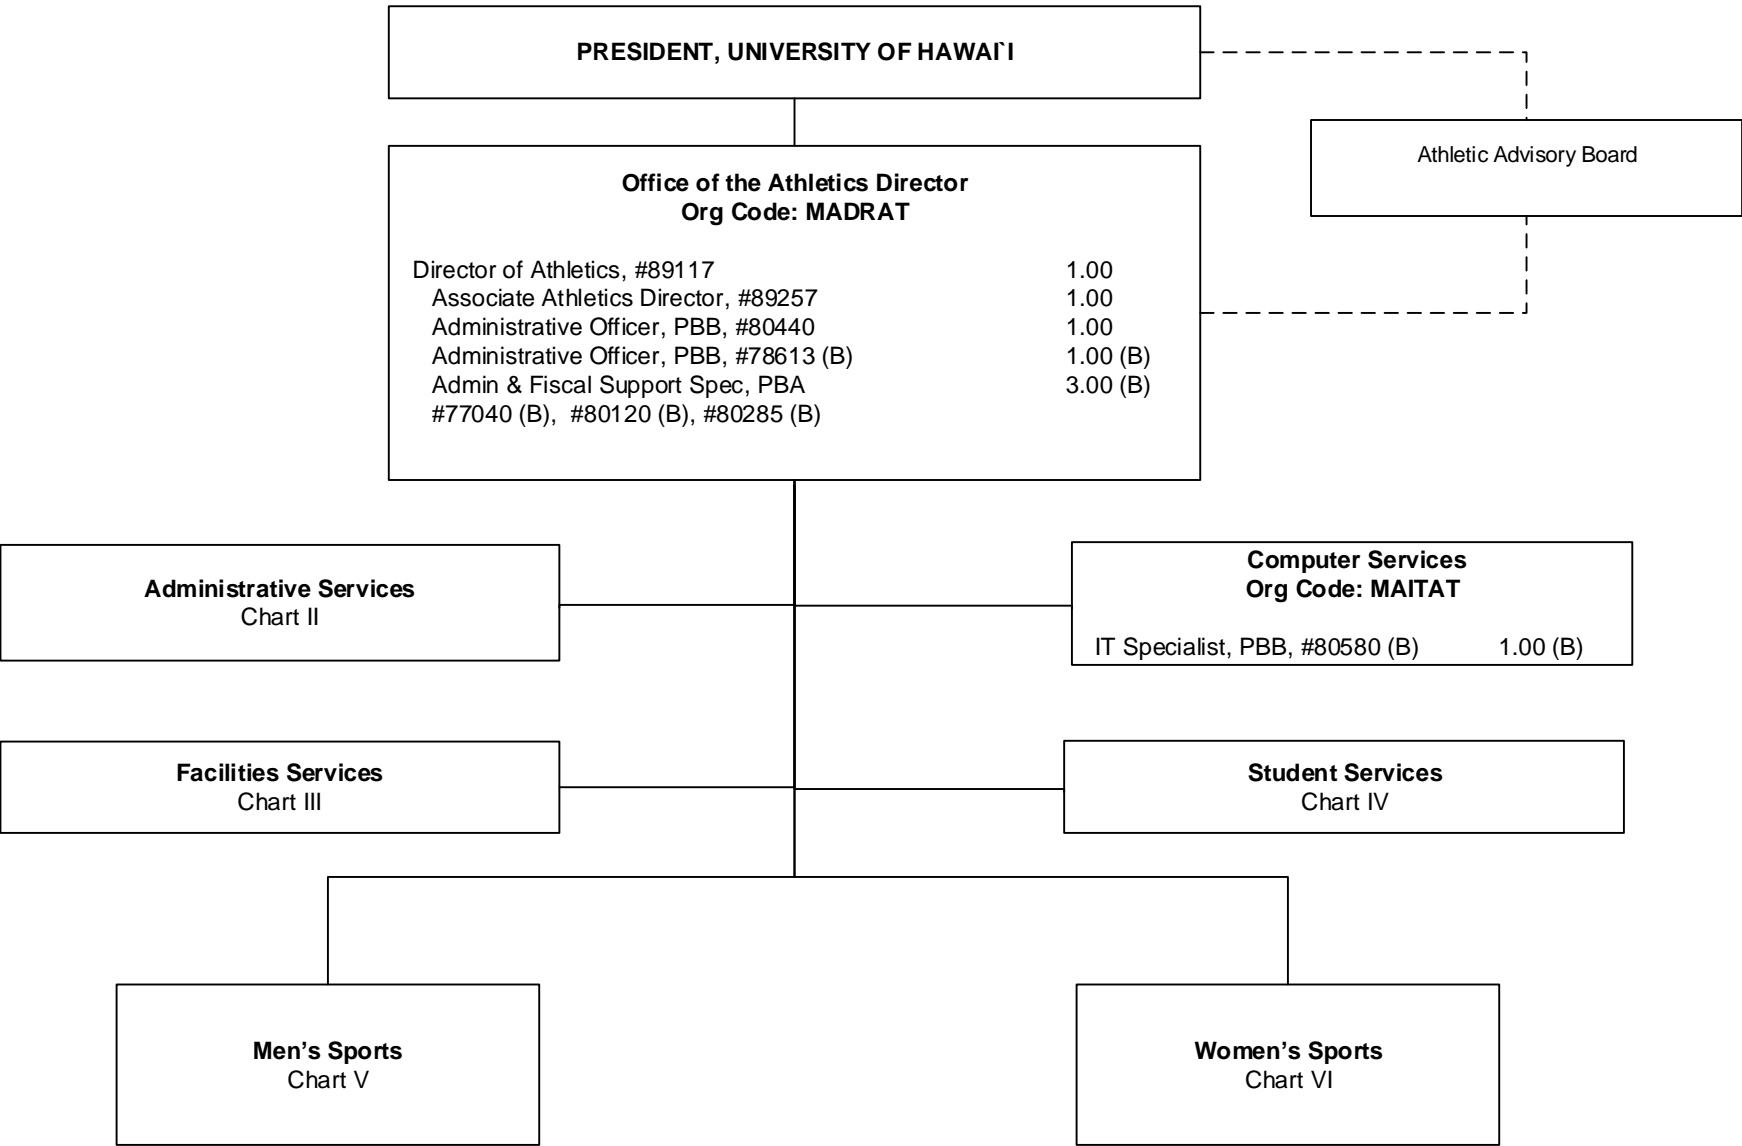 PRESIDENT, UNIVERSITY OF HAWAI`I
Athletic Advisory Board
Office of the Athletics Director
Org Code: MADRAT
Director of Athletics, #89117 1.00
Associate Athletics Director, #89257 1.00
Administrative Officer, PBB, #80440 1.00
Administrative Officer, PBB, #78613 (B) 1.00 (B)
Admin & Fiscal Support Spec, PBA 3.00 (B)
#77040 (B), #80120 (B), #80285 (B)
Administrative Services
Chart II
Computer Services
Org Code: MAITAT
IT Specialist, PBB, #80580 (B) 1.00 (B)
Facilities Services
Chart III
Student Services
Chart IV
Men’s Sports
Chart V
Women’s Sports
Chart VI